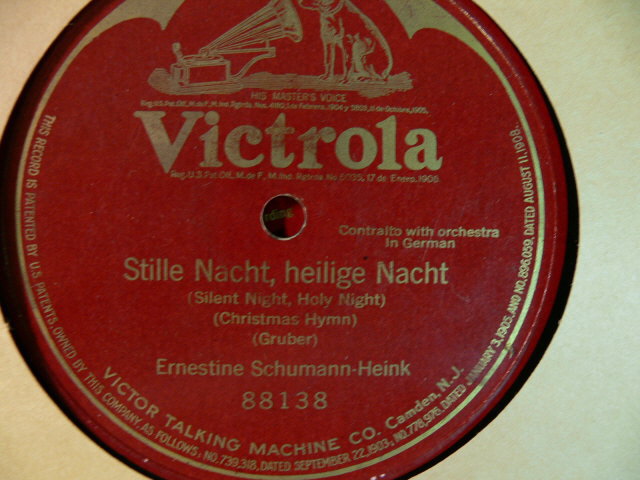 HIS MASTER'S VOICE
Victrola
Contralto with orchestra
In German
Stille Nacht, heilige Nacht
(Silent Night, Holy Night)
(Christmas Hymn)
(Gruber)
Ernestine Schumann-Heink
88138
VICTOR TALKING MACHINE CO. Camden, N.J.
THIS RECORD IS PATENTED BY U.S. PATENTS, OWNED BY THIS COMPANY, AS FOLLOWS: NO. 739,318, DATED SEPTEMBER 22, 1903; NO. 778,976, DATED JANUARY 3, 1905, AND NO. 896,059, DATED AUGUST 11, 1908.